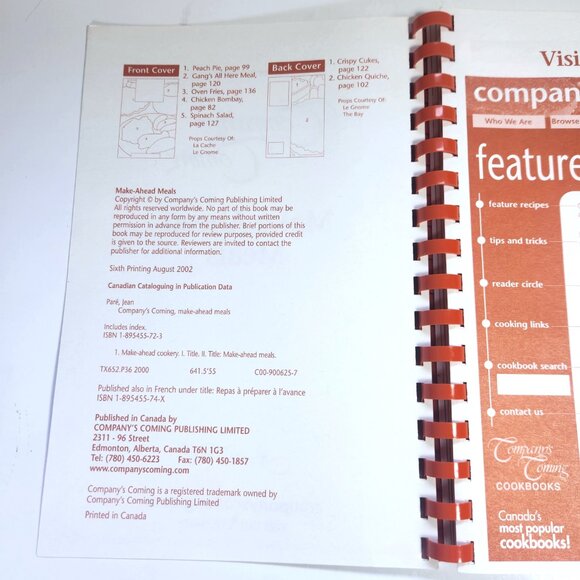 Front Cover
1. Peach Pie, page 99
2. Gang's All Here Meal,
page 120
3. Oven Fries, page 136
4. Chicken Bombay,
page 82
5. Spinach Salad,
page 127
Props Courtesy Of:
La Cache
Le Gnome
Back Cover
1. Crispy Cukes,
page 122
2. Chicken Quiche,
page 102
Props Courtesy Of:
Le Gnome
The Bay
Make-Ahead Meals
Copyright © by Company's Coming Publishing Limited
All rights reserved worldwide. No part of this book may be
reproduced in any form by any means without written
permission in advance from the publisher. Brief portions of this
book may be reproduced for review purposes, provided credit
is given to the source. Reviewers are invited to contact the
publisher for additional information.
Sixth Printing August 2002
Canadian Cataloguing in Publication Data
Paré, Jean
Company's Coming, make-ahead meals
Includes index.
ISBN 1-895455-72-3
1. Make-ahead cookery. I. Title. II. Title: Make-ahead meals.
TX652.P36 2000 641.5'55 C00-900625-7
Published also in French under title: Repas à préparer à l'avance
ISBN 1-895455-74-X
Published in Canada by
COMPANY'S COMING PUBLISHING LIMITED
2311 - 96 Street
Edmonton, Alberta, Canada T6N 1G3
Tel: (780) 450-6223 Fax: (780) 450-1857
www.companyscoming.com
Company's Coming is a registered trademark owned by
Company's Coming Publishing Limited
Printed in Canada
Visi
compan
Who We Are
Browse
feature
feature recipes
tips and tricks
reader circle
cooking links
cookbook search
contact us
Company's
Coming
COOKBOOKS
Canada's
most popular
cookbooks!